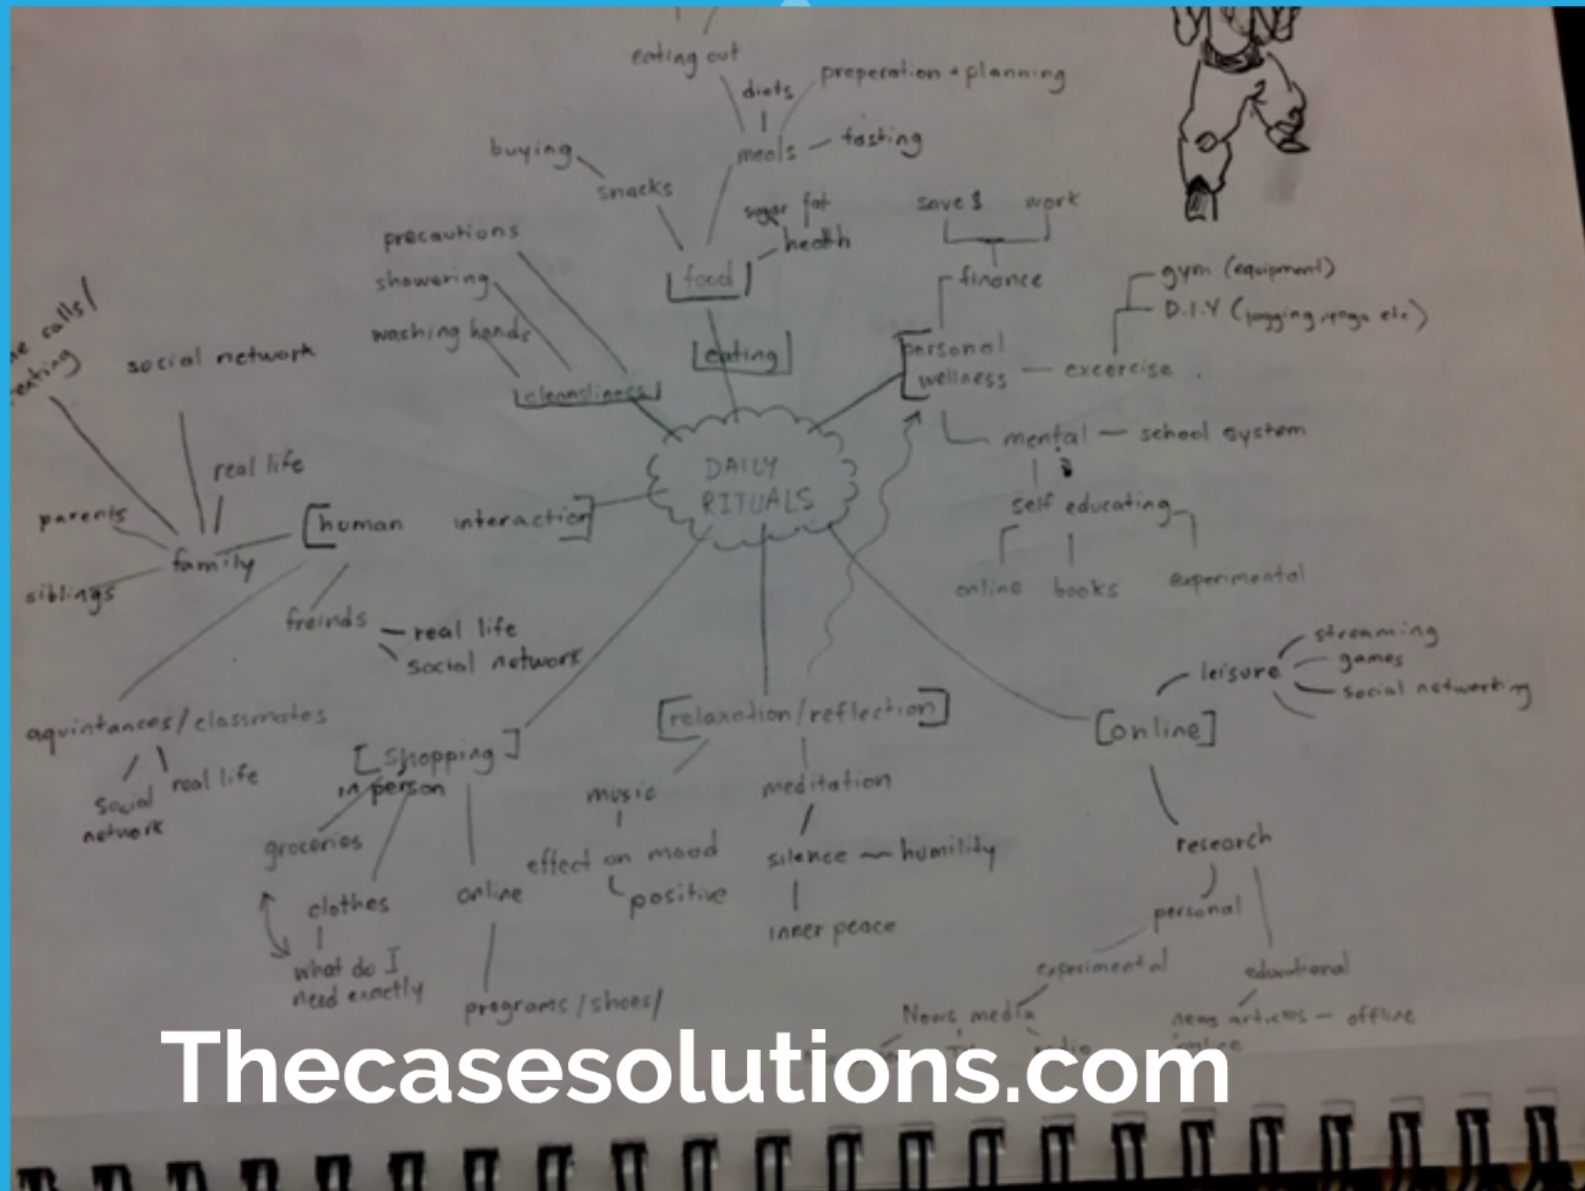 eating out
preperation + planning
diets
buying
meals
fasting
snacks
sugar fat
health
save $
work
precautions
showering
washing hands
food
finance
gym (equipment)
D.I.Y (jogging, yoga etc)
calls/
social network
eating
cleansliness
personal
wellness
excercise
mental
school system
real life
DAILY
RITUALS
self educating
parents
human interaction
family
siblings
online
books
experimental
freinds
real life
social network
leisure
streaming
games
social networking
aquintances/classmates
relaxation/reflection
[online]
[shopping]
in person
social
network
real life
music
meditation
groceries
effect on mood
positive
silence
humility
research
clothes
online
inner peace
personal
what do I
need exactly
experimental
educational
programs/shoes/
News media
news articles - offline
Thecasesolutions.com